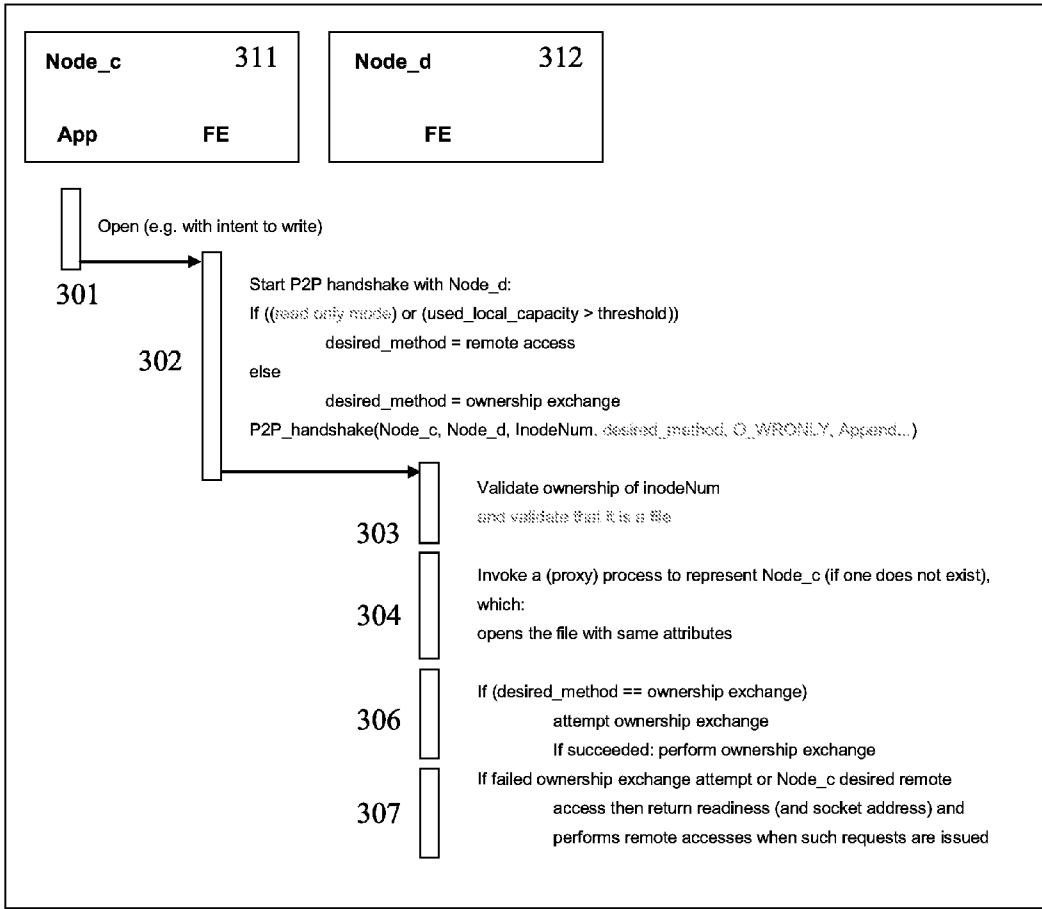 Node_c 311
App FE
Node_d 312
FE
Open (e.g. with intent to write)
301
Start P2P handshake with Node_d:
If ((read only mode) or (used_local_capacity > threshold))
desired_method = remote access
302
else
desired_method = ownership exchange
P2P_handshake(Node_c, Node_d, InodeNum, desired_method, O_WRONLY, Append...)
Validate ownership of inodeNum
and validate that it is a file
303
Invoke a (proxy) process to represent Node_c (if one does not exist),
which:
304
opens the file with same attributes
If (desired_method == ownership exchange)
306
attempt ownership exchange
If succeeded: perform ownership exchange
If failed ownership exchange attempt or Node_c desired remote
access then return readiness (and socket address) and
307
performs remote accesses when such requests are issued